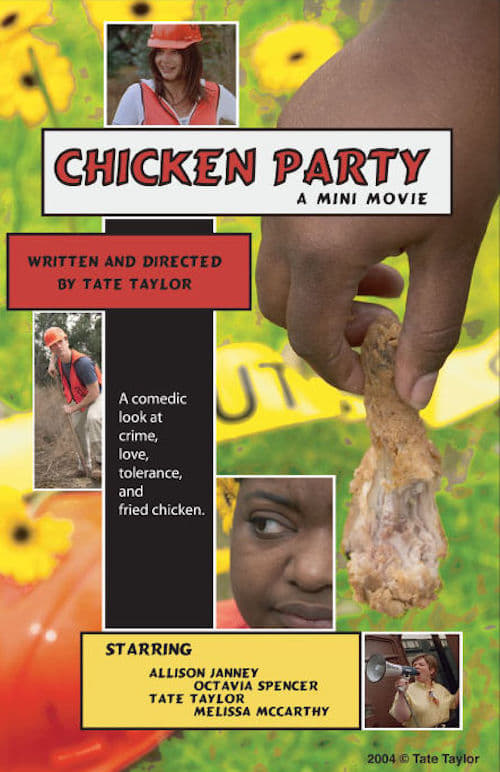 CHICKEN PARTY
A MINI MOVIE
WRITTEN AND DIRECTED
BY TATE TAYLOR
UT
A comedic
look at
crime,
love,
tolerance,
and
fried chicken.
STARRING
ALLISON JANNEY
OCTAVIA SPENCER
TATE TAYLOR
MELISSA MCCARTHY
2004 © Tate Taylor